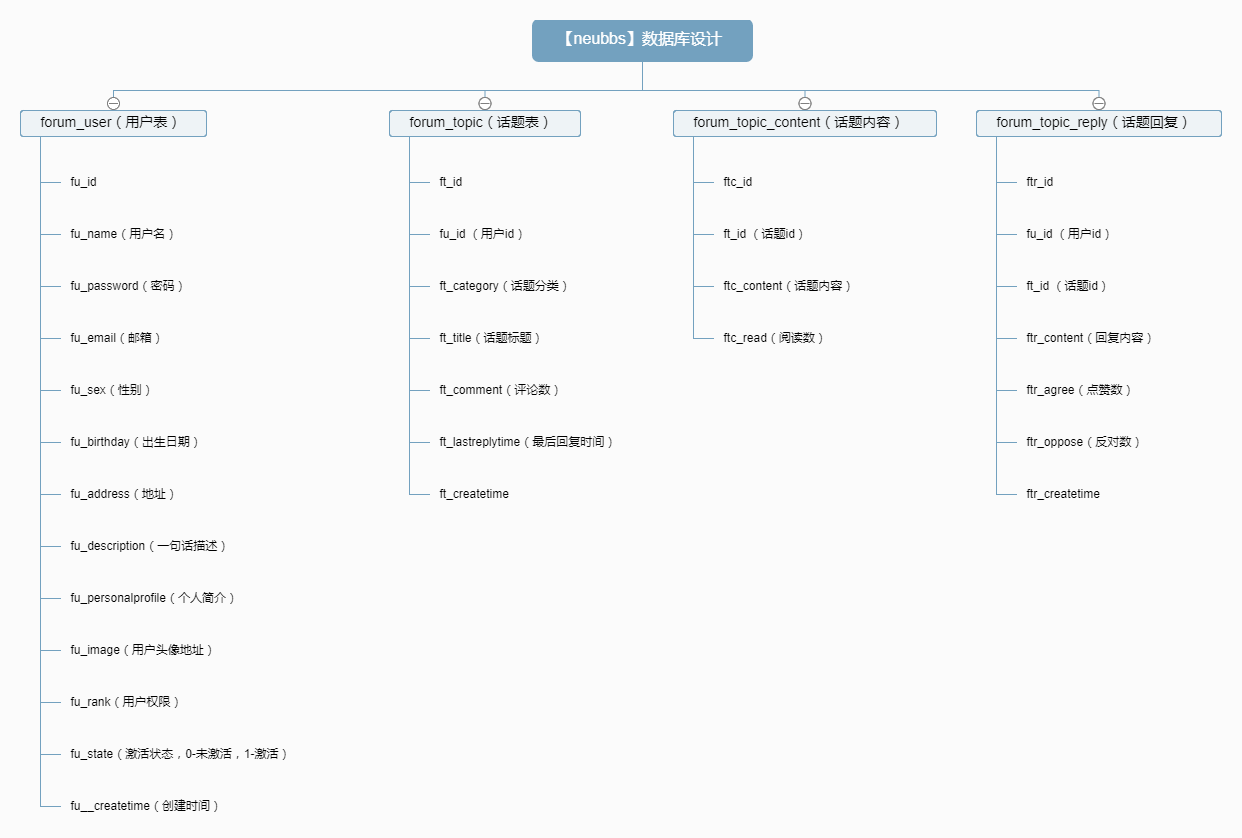 【neubbs】数据库设计
forum_user（用户表）
fu_id
fu_name（用户名）
fu_password（密码）
fu_email（邮箱）
fu_sex（性别）
fu_birthday（出生日期）
fu_address（地址）
fu_description（一句话描述）
fu_personalprofile（个人简介）
fu_image（用户头像地址）
fu_rank（用户权限）
fu_state（激活状态，0-未激活，1-激活）
fu__createtime（创建时间）
forum_topic（话题表）
ft_id
fu_id （用户id）
ft_category（话题分类）
ft_title（话题标题）
ft_comment（评论数）
ft_lastreplytime（最后回复时间）
ft_createtime
forum_topic_content（话题内容）
ftc_id
ft_id （话题id）
ftc_content（话题内容）
ftc_read（阅读数）
forum_topic_reply（话题回复）
ftr_id
fu_id （用户id）
ft_id （话题id）
ftr_content（回复内容）
ftr_agree（点赞数）
ftr_oppose（反对数）
ftr_createtime